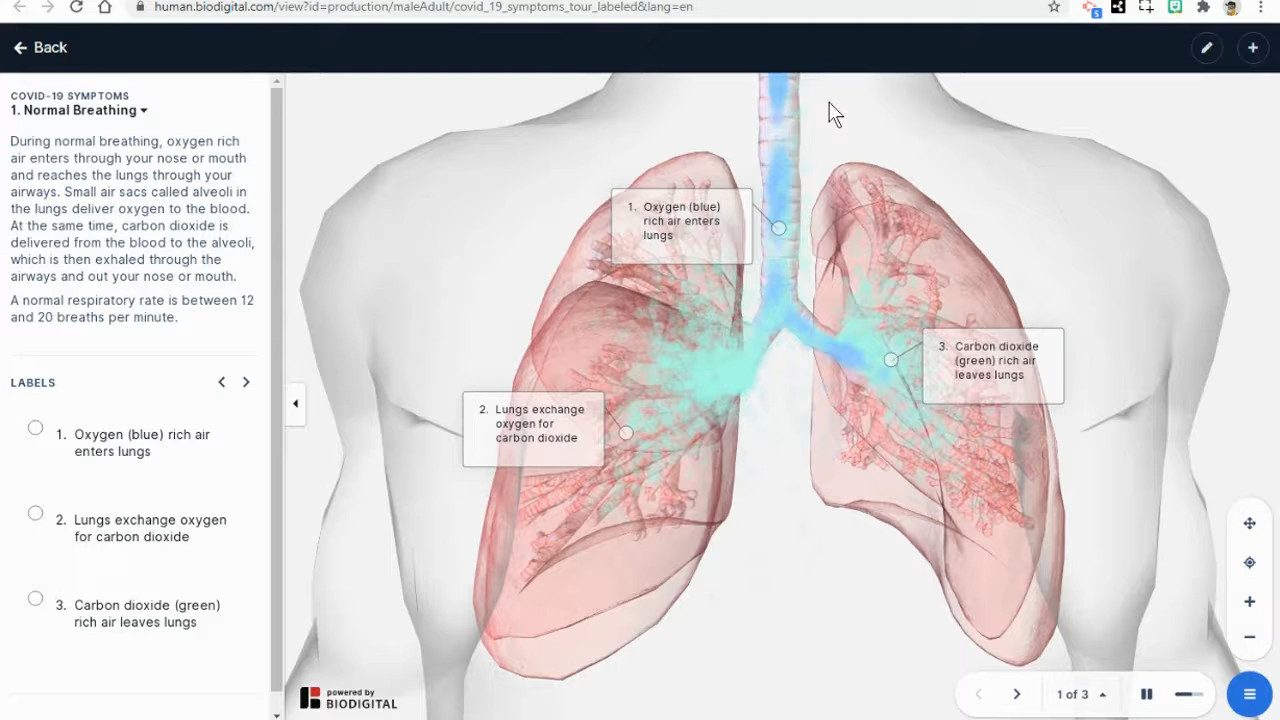 human.biodigital.com/view?id=production/maleAdult/covid_19_symptoms_tour_labeled&lang=en
5
Back
COVID-19 SYMPTOMS
1. Normal Breathing
During normal breathing, oxygen rich
air enters through your nose or mouth
and reaches the lungs through your
airways. Small air sacs called alveoli in
the lungs deliver oxygen to the blood.
At the same time, carbon dioxide is
delivered from the blood to the alveoli,
which is then exhaled through the
airways and out your nose or mouth.
A normal respiratory rate is between 12
and 20 breaths per minute.
LABELS
1. Oxygen (blue) rich air
enters lungs
2. Lungs exchange oxygen
for carbon dioxide
3. Carbon dioxide (green)
rich air leaves lungs
1. Oxygen (blue)
rich air enters
lungs
2. Lungs exchange
oxygen for
carbon dioxide
3. Carbon dioxide
(green) rich air
leaves lungs
powered by
BIODIGITAL
1 of 3